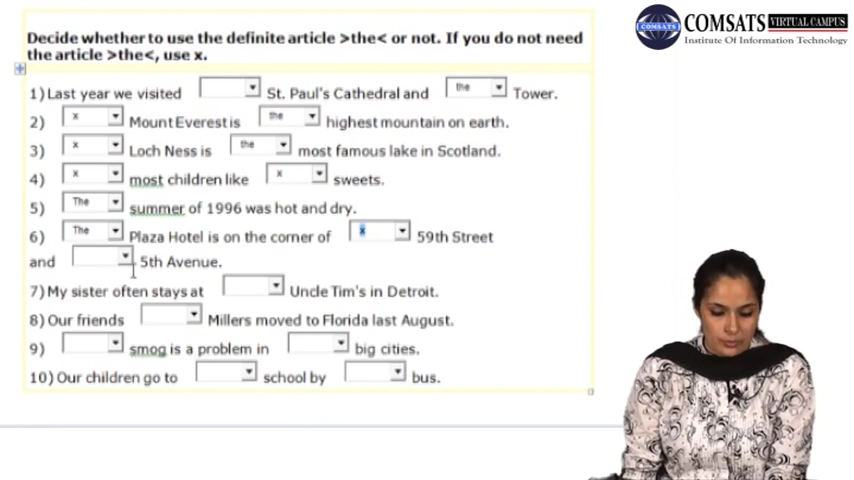 COMSATS VIRTUAL CAMPUS
Institute Of Information Technology
Decide whether to use the definite article >the< or not. If you do not need
the article >the<, use x.
1) Last year we visited St. Paul's Cathedral and the Tower.
2) x Mount Everest is the highest mountain on earth.
3) x Loch Ness is the most famous lake in Scotland.
4) x most children like x sweets.
5) The summer of 1996 was hot and dry.
6) The Plaza Hotel is on the corner of x 59th Street
and 5th Avenue.
7) My sister often stays at Uncle Tim's in Detroit.
8) Our friends Millers moved to Florida last August.
9) smog is a problem in big cities.
10) Our children go to school by bus.